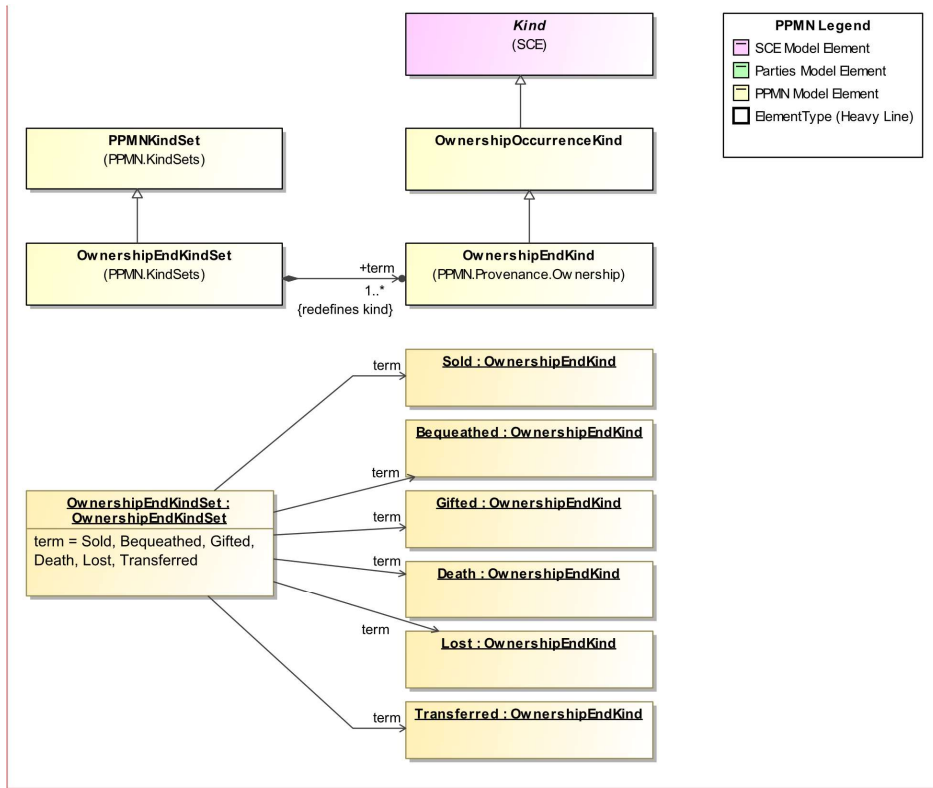 Kind
(SCE)
PPMN Legend
SCE Model Element
Parties Model Element
PPMN Model Element
ElementType (Heavy Line)
PPMNKindSet
(PPMN.KindSets)
OwnershipOccurrenceKind
OwnershipEndKindSet
(PPMN.KindSets)
+term
1..*
{redefines kind}
OwnershipEndKind
(PPMN.Provenance.Ownership)
term
Sold : OwnershipEndKind
term
Bequeathed : OwnershipEndKind
OwnershipEndKindSet :
OwnershipEndKindSet
term = Sold, Bequeathed, Gifted,
Death, Lost, Transferred
term
Gifted : OwnershipEndKind
term
Death : OwnershipEndKind
term
Lost : OwnershipEndKind
term
Transferred : OwnershipEndKind